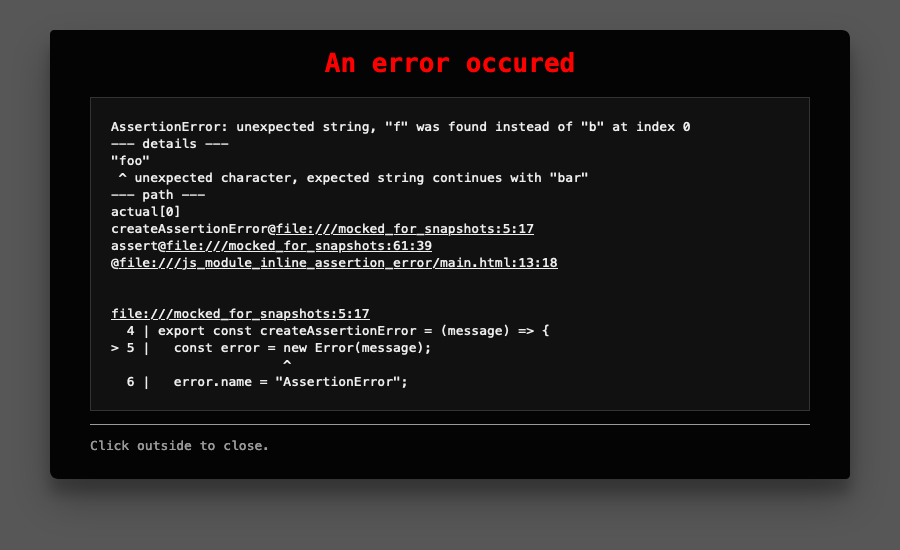 An error occured
AssertionError: unexpected string, "f" was found instead of "b" at index 0
--- details ---
"foo"
 ^ unexpected character, expected string continues with "bar"
--- path ---
actual[0]
createAssertionError@file:///mocked_for_snapshots:5:17
assert@file:///mocked_for_snapshots:61:39
@file:///js_module_inline_assertion_error/main.html:13:18
file:///mocked_for_snapshots:5:17
  4 | export const createAssertionError = (message) => {
> 5 |   const error = new Error(message);
                      ^
  6 |   error.name = "AssertionError";
Click outside to close.